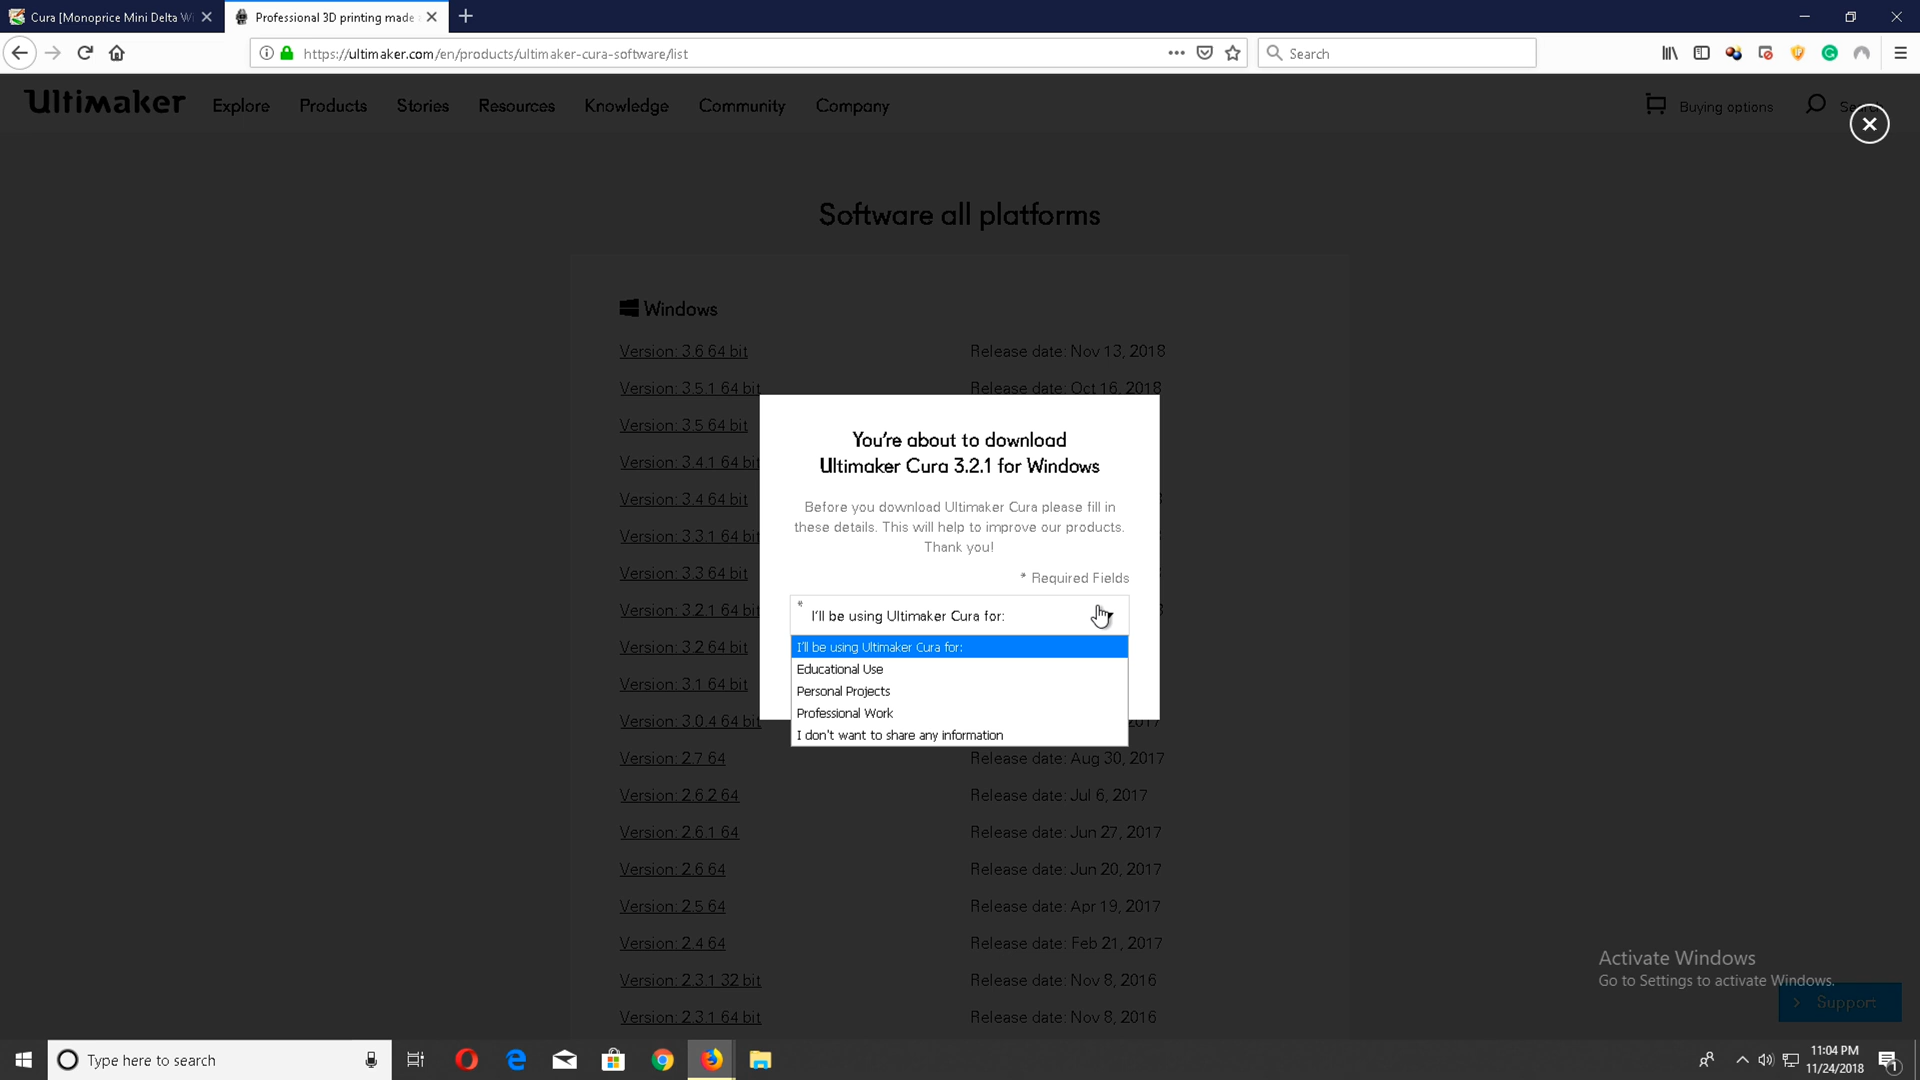 Cura [Monoprice Mini Delta Wi
Professional 3D printing made
https://ultimaker.com/en/products/ultimaker-cura-software/list
Search
Ultimaker
Explore
Products
Stories
Resources
Knowledge
Community
Company
Buying options
Software all platforms
Windows
Version: 3.6 64 bit
Release date: Nov 13, 2018
Version: 3.5.1 64 bit
Release date: Oct 16, 2018
Version: 3.5 64 bit
Version: 3.4.1 64 bit
Version: 3.4 64 bit
Version: 3.3.1 64 bit
Version: 3.3 64 bit
Version: 3.2.1 64 bit
Version: 3.2 64 bit
Version: 3.1 64 bit
Version: 3.0.4 64 bit
2017
You're about to download
Ultimaker Cura 3.2.1 for Windows
Before you download Ultimaker Cura please fill in
these details. This will help to improve our products.
Thank you!
* Required Fields
*
I'll be using Ultimaker Cura for:
I'll be using Ultimaker Cura for:
Educational Use
Personal Projects
Professional Work
I don't want to share any information
Version: 2.7 64
Release date: Aug 30, 2017
Version: 2.6.2 64
Release date: Jul 6, 2017
Version: 2.6.1 64
Release date: Jun 27, 2017
Version: 2.6 64
Release date: Jun 20, 2017
Version: 2.5 64
Release date: Apr 19, 2017
Version: 2.4 64
Release date: Feb 21, 2017
Version: 2.3.1 32 bit
Release date: Nov 8, 2016
Version: 2.3.1 64 bit
Release date: Nov 8, 2016
Activate Windows
Go to Settings to activate Windows.
Support
Type here to search
11:04 PM
11/24/2018
1